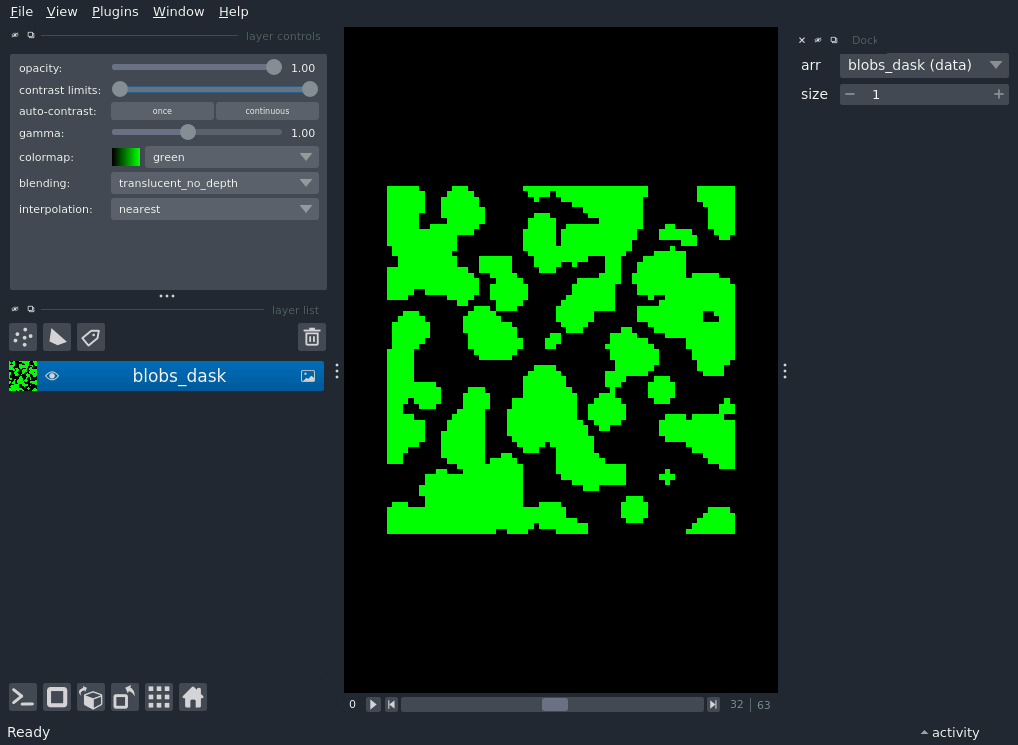 File View Plugins Window Help
layer controls
opacity: 1.00
contrast limits:
auto-contrast: once continuous
gamma: 1.00
colormap: green
blending: translucent_no_depth
interpolation: nearest
layer list
blobs_dask
0 32 63
Ready
Dock
arr blobs_dask (data)
size 1
activity